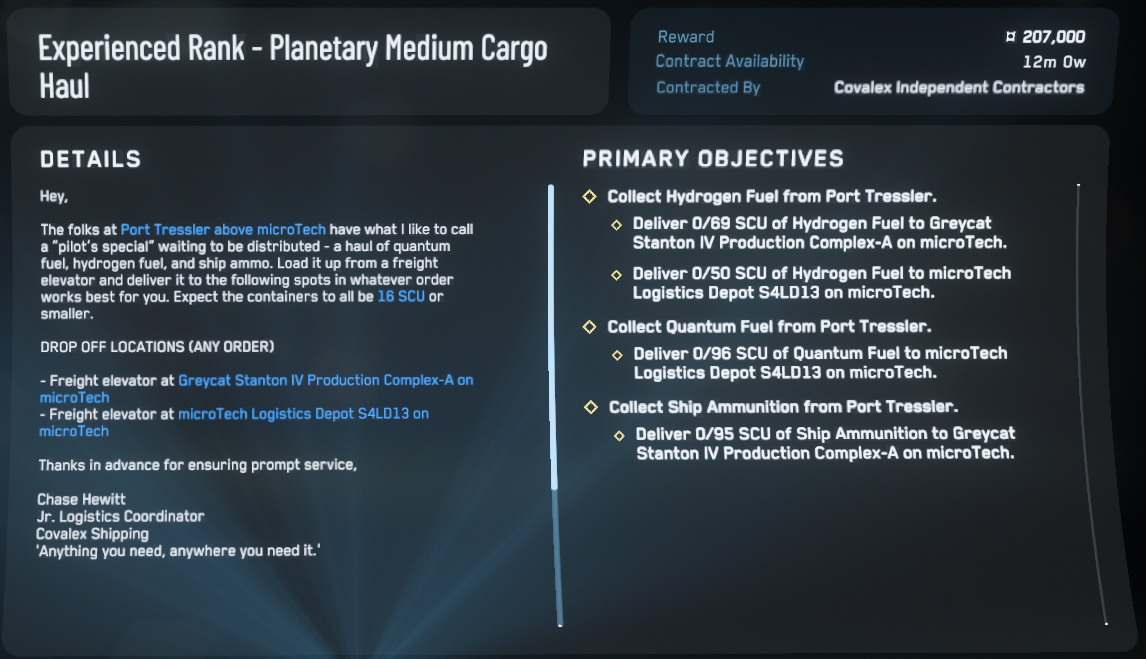 Experienced Rank - Planetary Medium Cargo
Haul
Reward ¤ 207,000
Contract Availability 12m 0w
Contracted By Covalex Independent Contractors
DETAILS
Hey,
The folks at Port Tressler above microTech have what I like to call
a "pilot's special" waiting to be distributed - a haul of quantum
fuel, hydrogen fuel, and ship ammo. Load it up from a freight
elevator and deliver it to the following spots in whatever order
works best for you. Expect the containers to all be 16 SCU or
smaller.
DROP OFF LOCATIONS (ANY ORDER)
- Freight elevator at Greycat Stanton IV Production Complex-A on
microTech
- Freight elevator at microTech Logistics Depot S4LD13 on
microTech
Thanks in advance for ensuring prompt service,
Chase Hewitt
Jr. Logistics Coordinator
Covalex Shipping
'Anything you need, anywhere you need it.'
PRIMARY OBJECTIVES
Collect Hydrogen Fuel from Port Tressler.
Deliver 0/69 SCU of Hydrogen Fuel to Greycat
Stanton IV Production Complex-A on microTech.
Deliver 0/50 SCU of Hydrogen Fuel to microTech
Logistics Depot S4LD13 on microTech.
Collect Quantum Fuel from Port Tressler.
Deliver 0/96 SCU of Quantum Fuel to microTech
Logistics Depot S4LD13 on microTech.
Collect Ship Ammunition from Port Tressler.
Deliver 0/95 SCU of Ship Ammunition to Greycat
Stanton IV Production Complex-A on microTech.